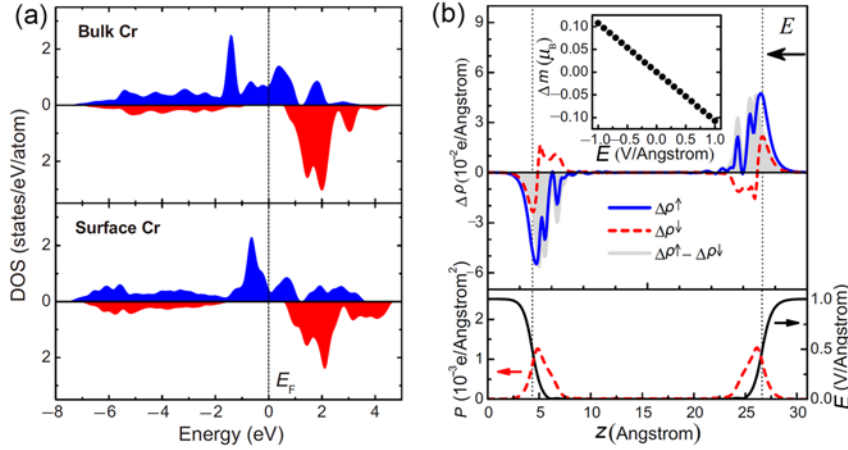 (a)
Bulk Cr
2
0
2
Surface Cr
2
0
2
DOS (states/eV/atom)
E_F
−8 −6 −4 −2 0 2 4
Energy (eV)
(b)
E
6
3
0
−3
−6
Δρ (10⁻² e/Angstrom)
Δm (μ_B)
0.10
0.05
0.00
−0.05
−0.10
−1.0 −0.5 0.0 0.5 1.0
E (V/Angstrom)
Δρ↑
Δρ↓
Δρ↑ − Δρ↓
2
1
0
P (10⁻³ e/Angstrom²)
1.0
0.5
0.0
E (V/Angstrom)
0 5 10 15 20 25 30
z (Angstrom)